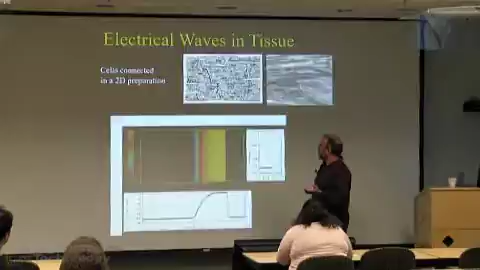 Electrical Waves in Tissue
Cells connected
in a 2D preparation